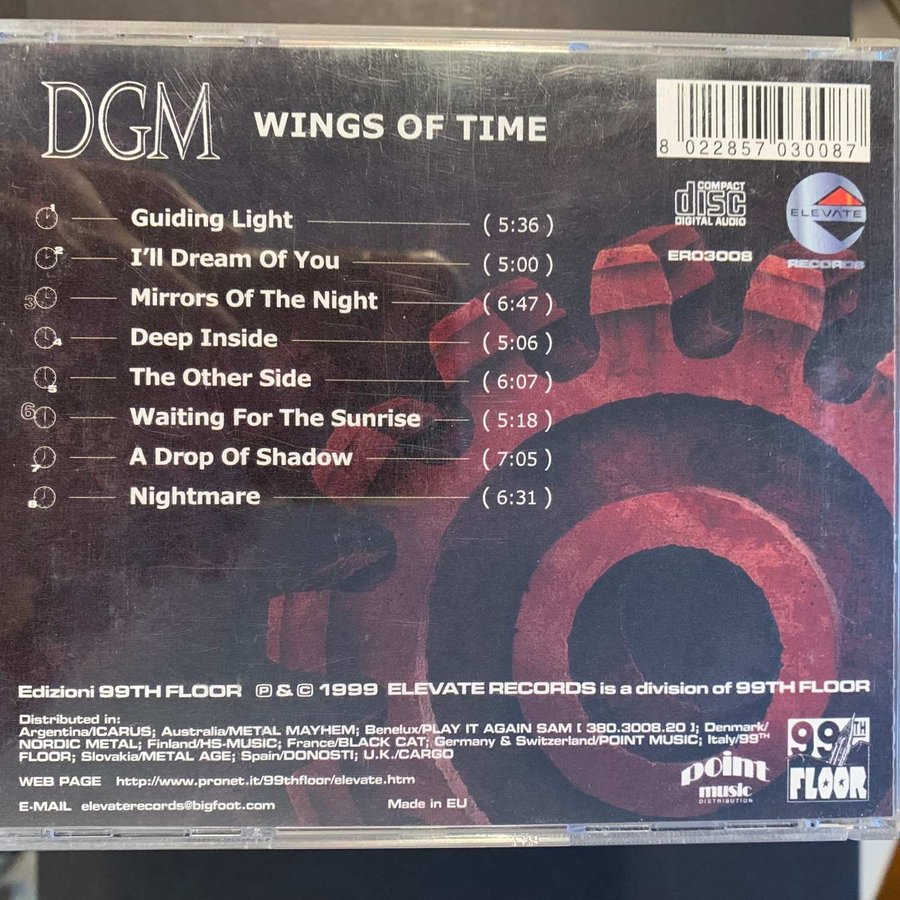 DGM WINGS OF TIME
8 022857 030087
COMPACT
disc
DIGITAL AUDIO
ELEVATE
RECORDS
ER03008
1 Guiding Light ( 5:36 )
2 I'll Dream Of You ( 5:00 )
3 Mirrors Of The Night ( 6:47 )
4 Deep Inside ( 5:06 )
5 The Other Side ( 6:07 )
6 Waiting For The Sunrise ( 5:18 )
7 A Drop Of Shadow ( 7:05 )
8 Nightmare ( 6:31 )
Edizioni 99TH FLOOR Ⓟ & © 1999 ELEVATE RECORDS is a division of 99TH FLOOR
Distributed in:
Argentina/ICARUS; Australia/METAL MAYHEM; Benelux/PLAY IT AGAIN SAM [ 380.3008.20 ]; Denmark/
NORDIC METAL; Finland/HS-MUSIC; France/BLACK CAT; Germany & Switzerland/POINT MUSIC; Italy/99TH
FLOOR; Slovakia/METAL AGE; Spain/DONOSTI; U.K./CARGO
WEB PAGE http://www.pronet.it/99thfloor/elevate.htm
E-MAIL elevaterecords@bigfoot.com Made in EU
point
music
DISTRIBUTION
99TH
FLOOR